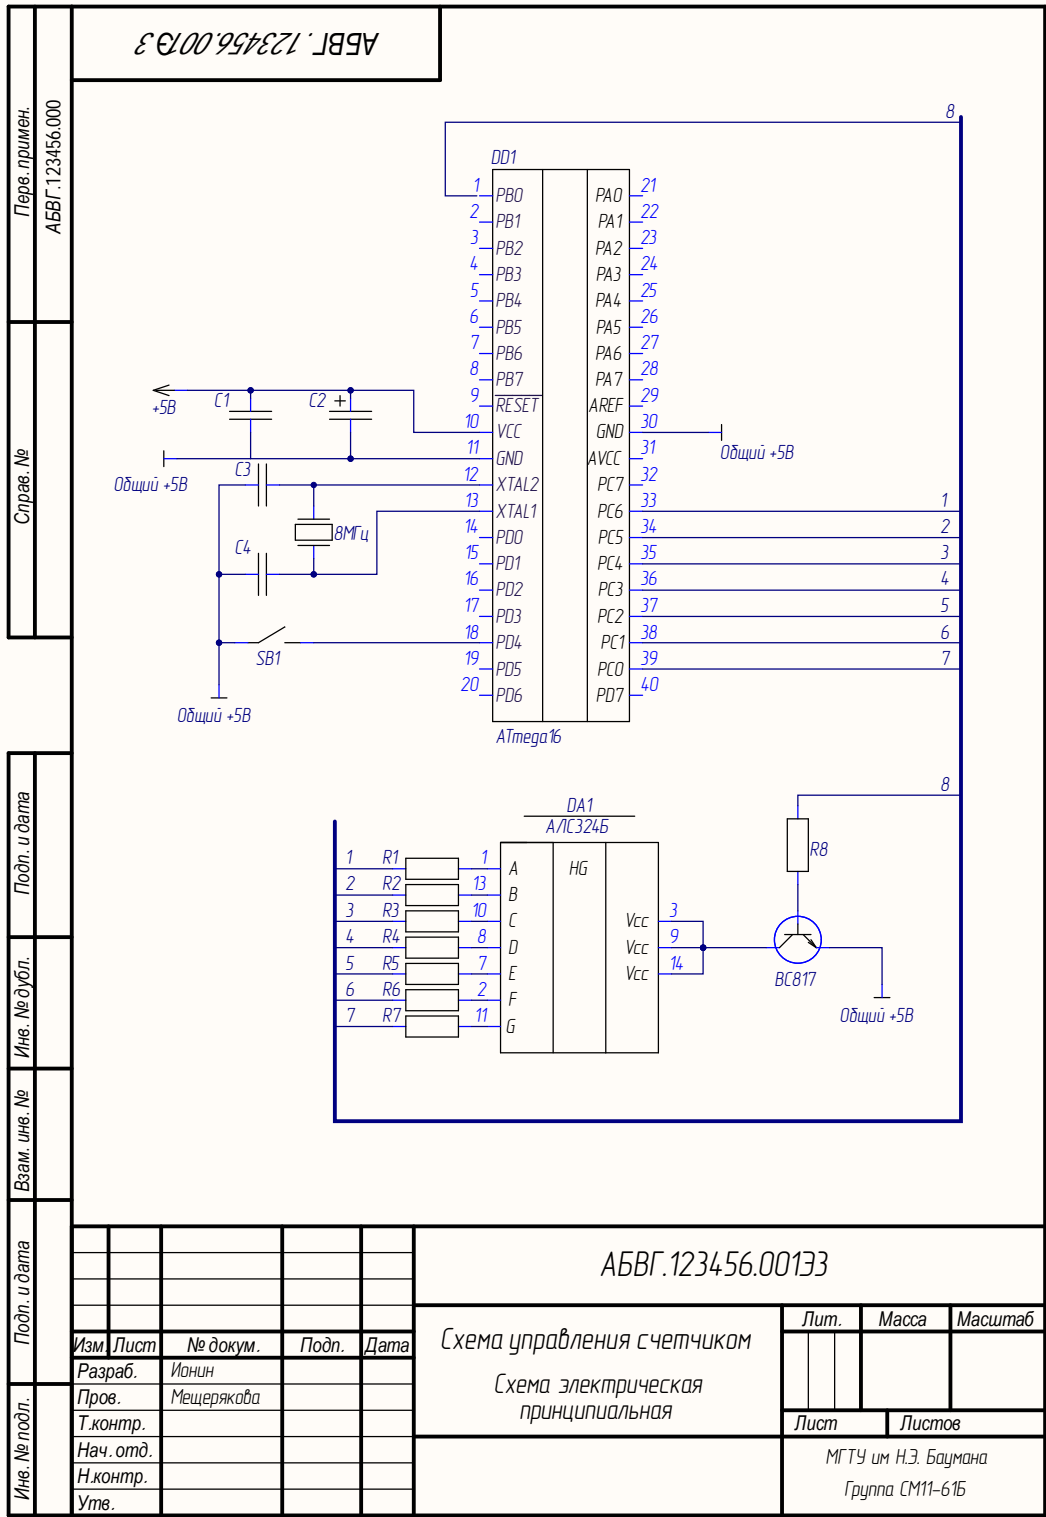 АБВГ.123456.001Э3
Перв. примен.
АБВГ.123456.000
Справ. №
Подп. и дата
Инв. № дубл.
Взам. инв. №
Подп. и дата
Инв. № подл.
8
DD1
1 PB0 PA0 21
2 PB1 PA1 22
3 PB2 PA2 23
4 PB3 PA3 24
5 PB4 PA4 25
6 PB5 PA5 26
7 PB6 PA6 27
8 PB7 PA7 28
9 RESET AREF 29
10 VCC GND 30
11 GND AVCC 31
12 XTAL2 PC7 32
13 XTAL1 PC6 33 1
14 PD0 PC5 34 2
15 PD1 PC4 35 3
16 PD2 PC3 36 4
17 PD3 PC2 37 5
18 PD4 PC1 38 6
19 PD5 PC0 39 7
20 PD6 PD7 40
ATmega16
+5В
C1
C2 +
Общий +5В
Общий +5В
C3
8МГц
C4
SB1
Общий +5В
8
DA1
АЛС324Б
R8
HG
1 R1 1 A
2 R2 13 B
3 R3 10 C
4 R4 8 D
5 R5 7 E
6 R6 2 F
7 R7 11 G
Vcc 3
Vcc 9
Vcc 14
BC817
Общий +5В
АБВГ.123456.001Э3
Схема управления счетчиком
Схема электрическая
принципиальная
Лит. Масса Масштаб
Лист Листов
МГТУ им Н.Э. Баумана
Группа СМ11-61Б
Изм. Лист № докум. Подп. Дата
Разраб. Ионин
Пров. Мещерякова
Т.контр.
Нач. отд.
Н.контр.
Утв.